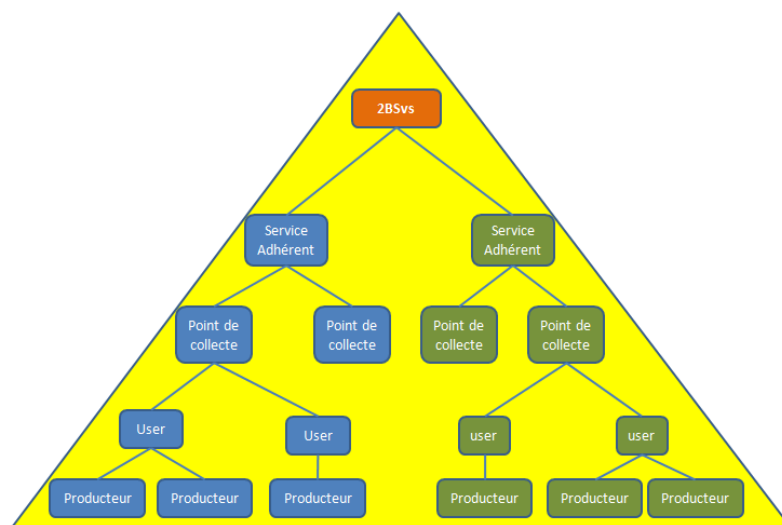 2BSvs
Service
Adhérent
Service
Adhérent
Point de
collecte
Point de
collecte
Point de
collecte
Point de
collecte
User
User
user
user
Producteur
Producteur
Producteur
Producteur
Producteur
Producteur